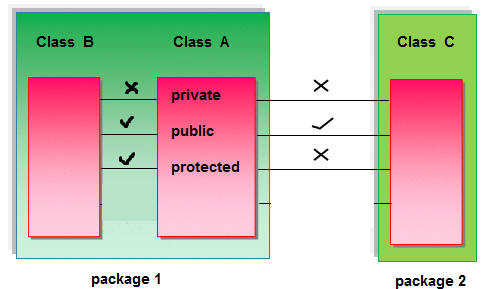 Class B
Class A
Class C
private
public
protected
package 1
package 2